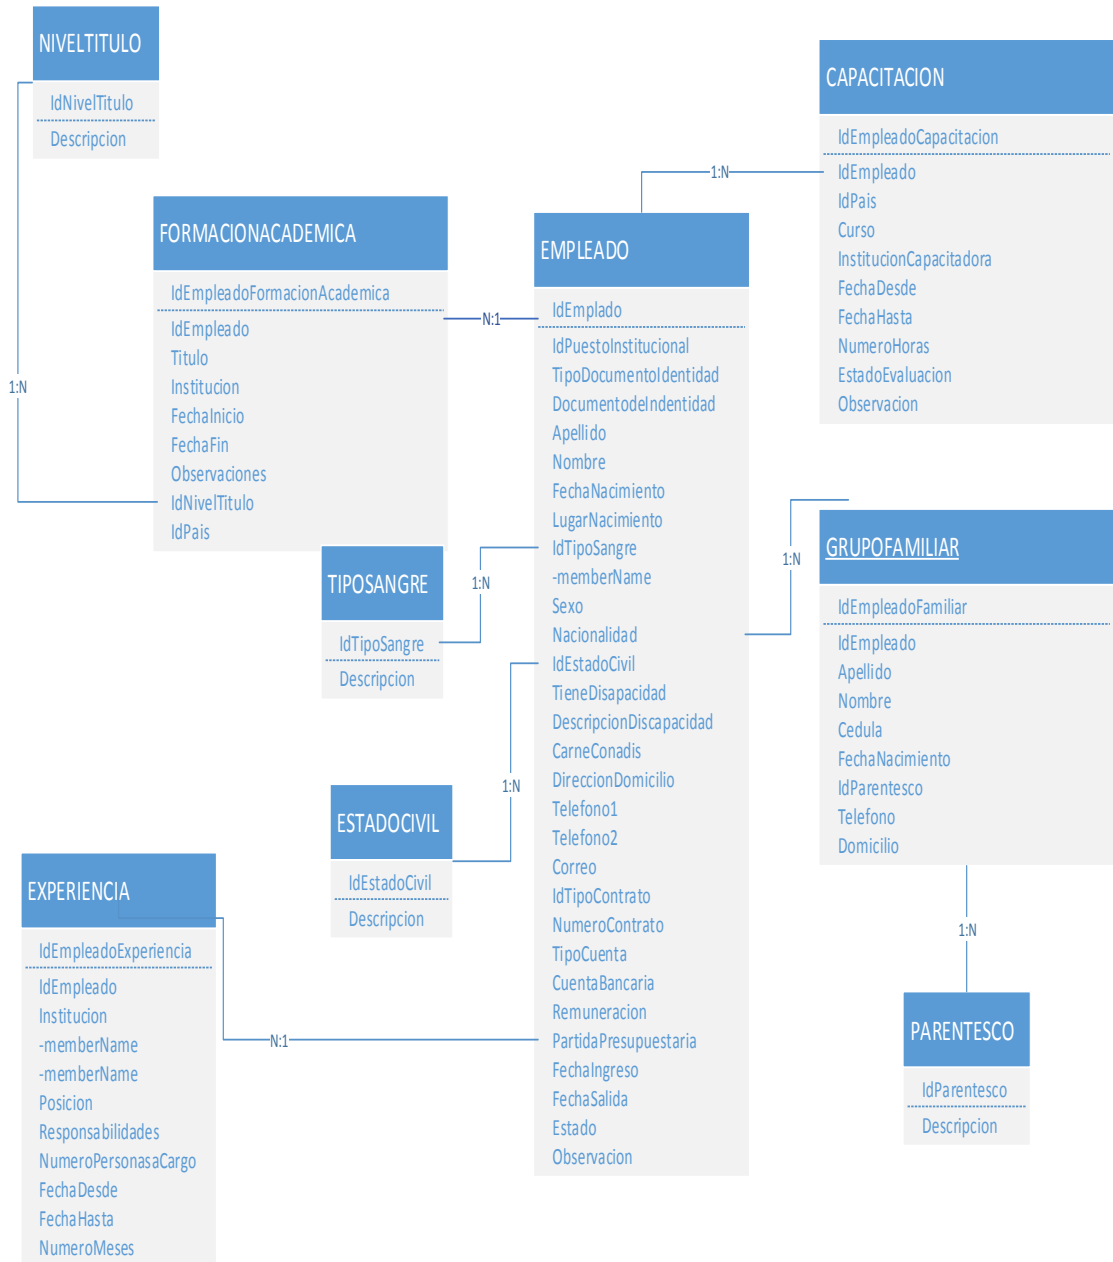 NIVELTITULO
IdNivelTitulo
Descripcion
1:N
FORMACIONACADEMICA
IdEmpleadoFormacionAcademica
IdEmpleado
Titulo
Institucion
FechaInicio
FechaFin
Observaciones
IdNivelTitulo
IdPais
N:1
TIPOSANGRE
IdTipoSangre
Descripcion
1:N
ESTADOCIVIL
IdEstadoCivil
Descripcion
1:N
EXPERIENCIA
IdEmpleadoExperiencia
IdEmpleado
Institucion
-memberName
-memberName
Posicion
Responsabilidades
NumeroPersonasaCargo
FechaDesde
FechaHasta
NumeroMeses
N:1
EMPLEADO
IdEmplado
IdPuestoInstitucional
TipoDocumentoIdentidad
DocumentodeIndentidad
Apellido
Nombre
FechaNacimiento
LugarNacimiento
IdTipoSangre
-memberName
Sexo
Nacionalidad
IdEstadoCivil
TieneDisapacidad
DescripcionDiscapacidad
CarneConadis
DireccionDomicilio
Telefono1
Telefono2
Correo
IdTipoContrato
NumeroContrato
TipoCuenta
CuentaBancaria
Remuneracion
PartidaPresupuestaria
FechaIngreso
FechaSalida
Estado
Observacion
1:N
CAPACITACION
IdEmpleadoCapacitacion
IdEmpleado
IdPais
Curso
InstitucionCapacitadora
FechaDesde
FechaHasta
NumeroHoras
EstadoEvaluacion
Observacion
1:N
GRUPOFAMILIAR
IdEmpleadoFamiliar
IdEmpleado
Apellido
Nombre
Cedula
FechaNacimiento
IdParentesco
Telefono
Domicilio
1:N
PARENTESCO
IdParentesco
Descripcion